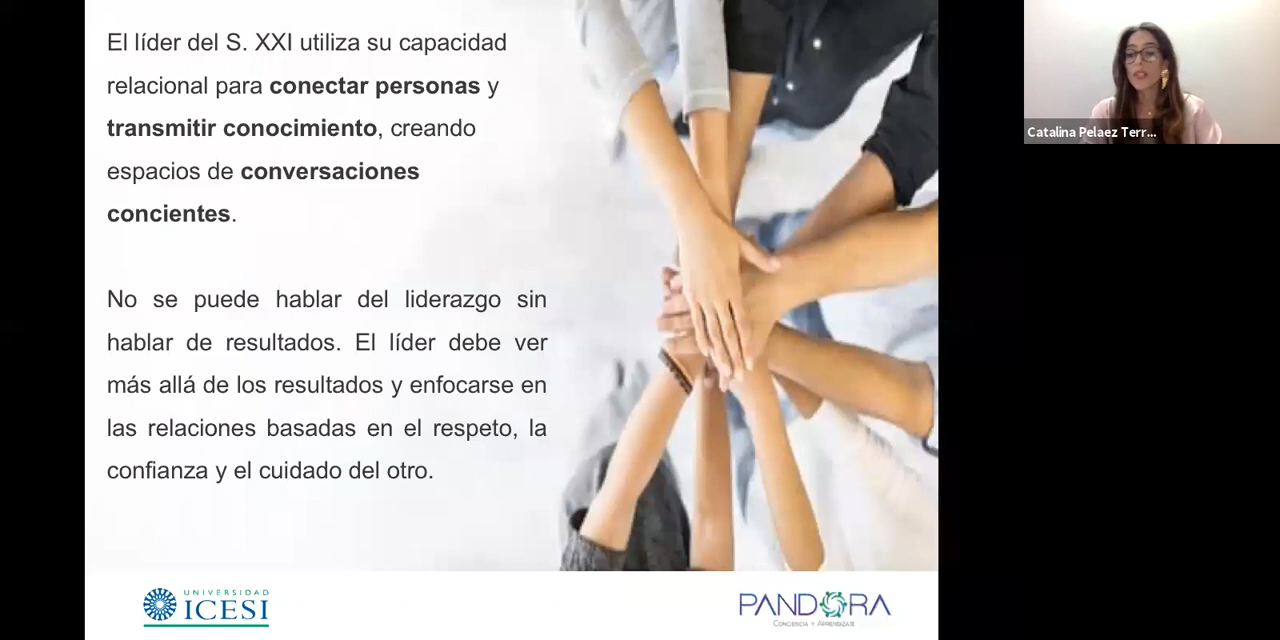 El líder del S. XXI utiliza su capacidad
relacional para conectar personas y
transmitir conocimiento, creando
espacios de conversaciones
concientes.
No se puede hablar del liderazgo sin
hablar de resultados. El líder debe ver
más allá de los resultados y enfocarse en
las relaciones basadas en el respeto, la
confianza y el cuidado del otro.
Catalina Pelaez Terr...
UNIVERSIDAD
ICESI
PANDORA
CONCIENCIA Y APRENDIZAJE